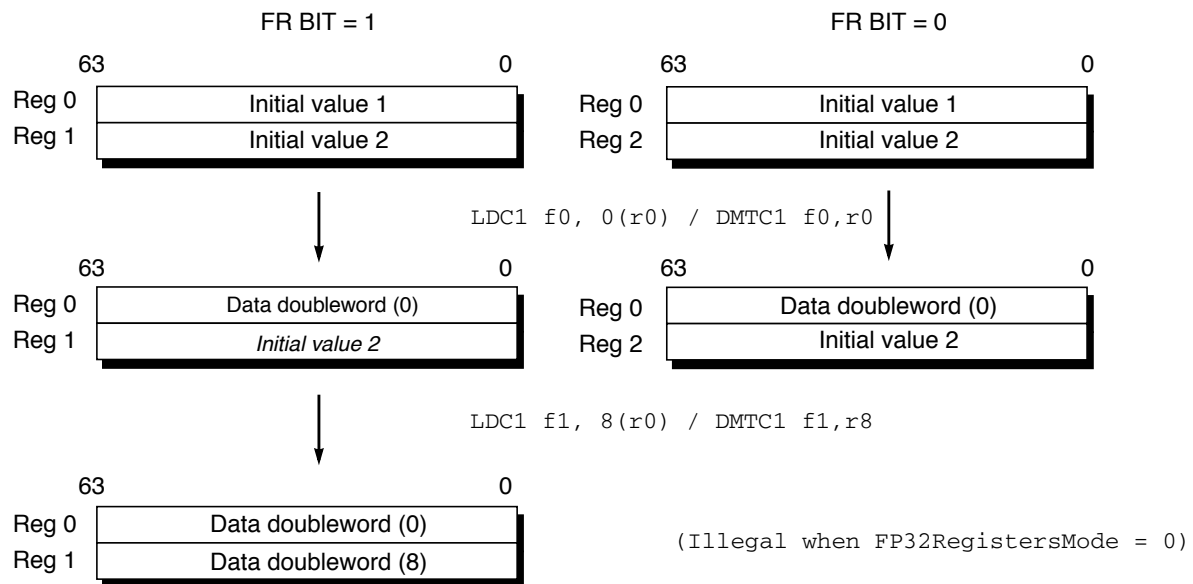 FR BIT = 1 FR BIT = 0
63 0 63 0
Reg 0 Initial value 1 Reg 0 Initial value 1
Reg 1 Initial value 2 Reg 2 Initial value 2
LDC1 f0, 0(r0) / DMTC1 f0,r0
63 0 63 0
Reg 0 Data doubleword (0) Reg 0 Data doubleword (0)
Reg 1 Initial value 2 Reg 2 Initial value 2
LDC1 f1, 8(r0) / DMTC1 f1,r8
63 0
Reg 0 Data doubleword (0)
(Illegal when FP32RegistersMode = 0)
Reg 1 Data doubleword (8)